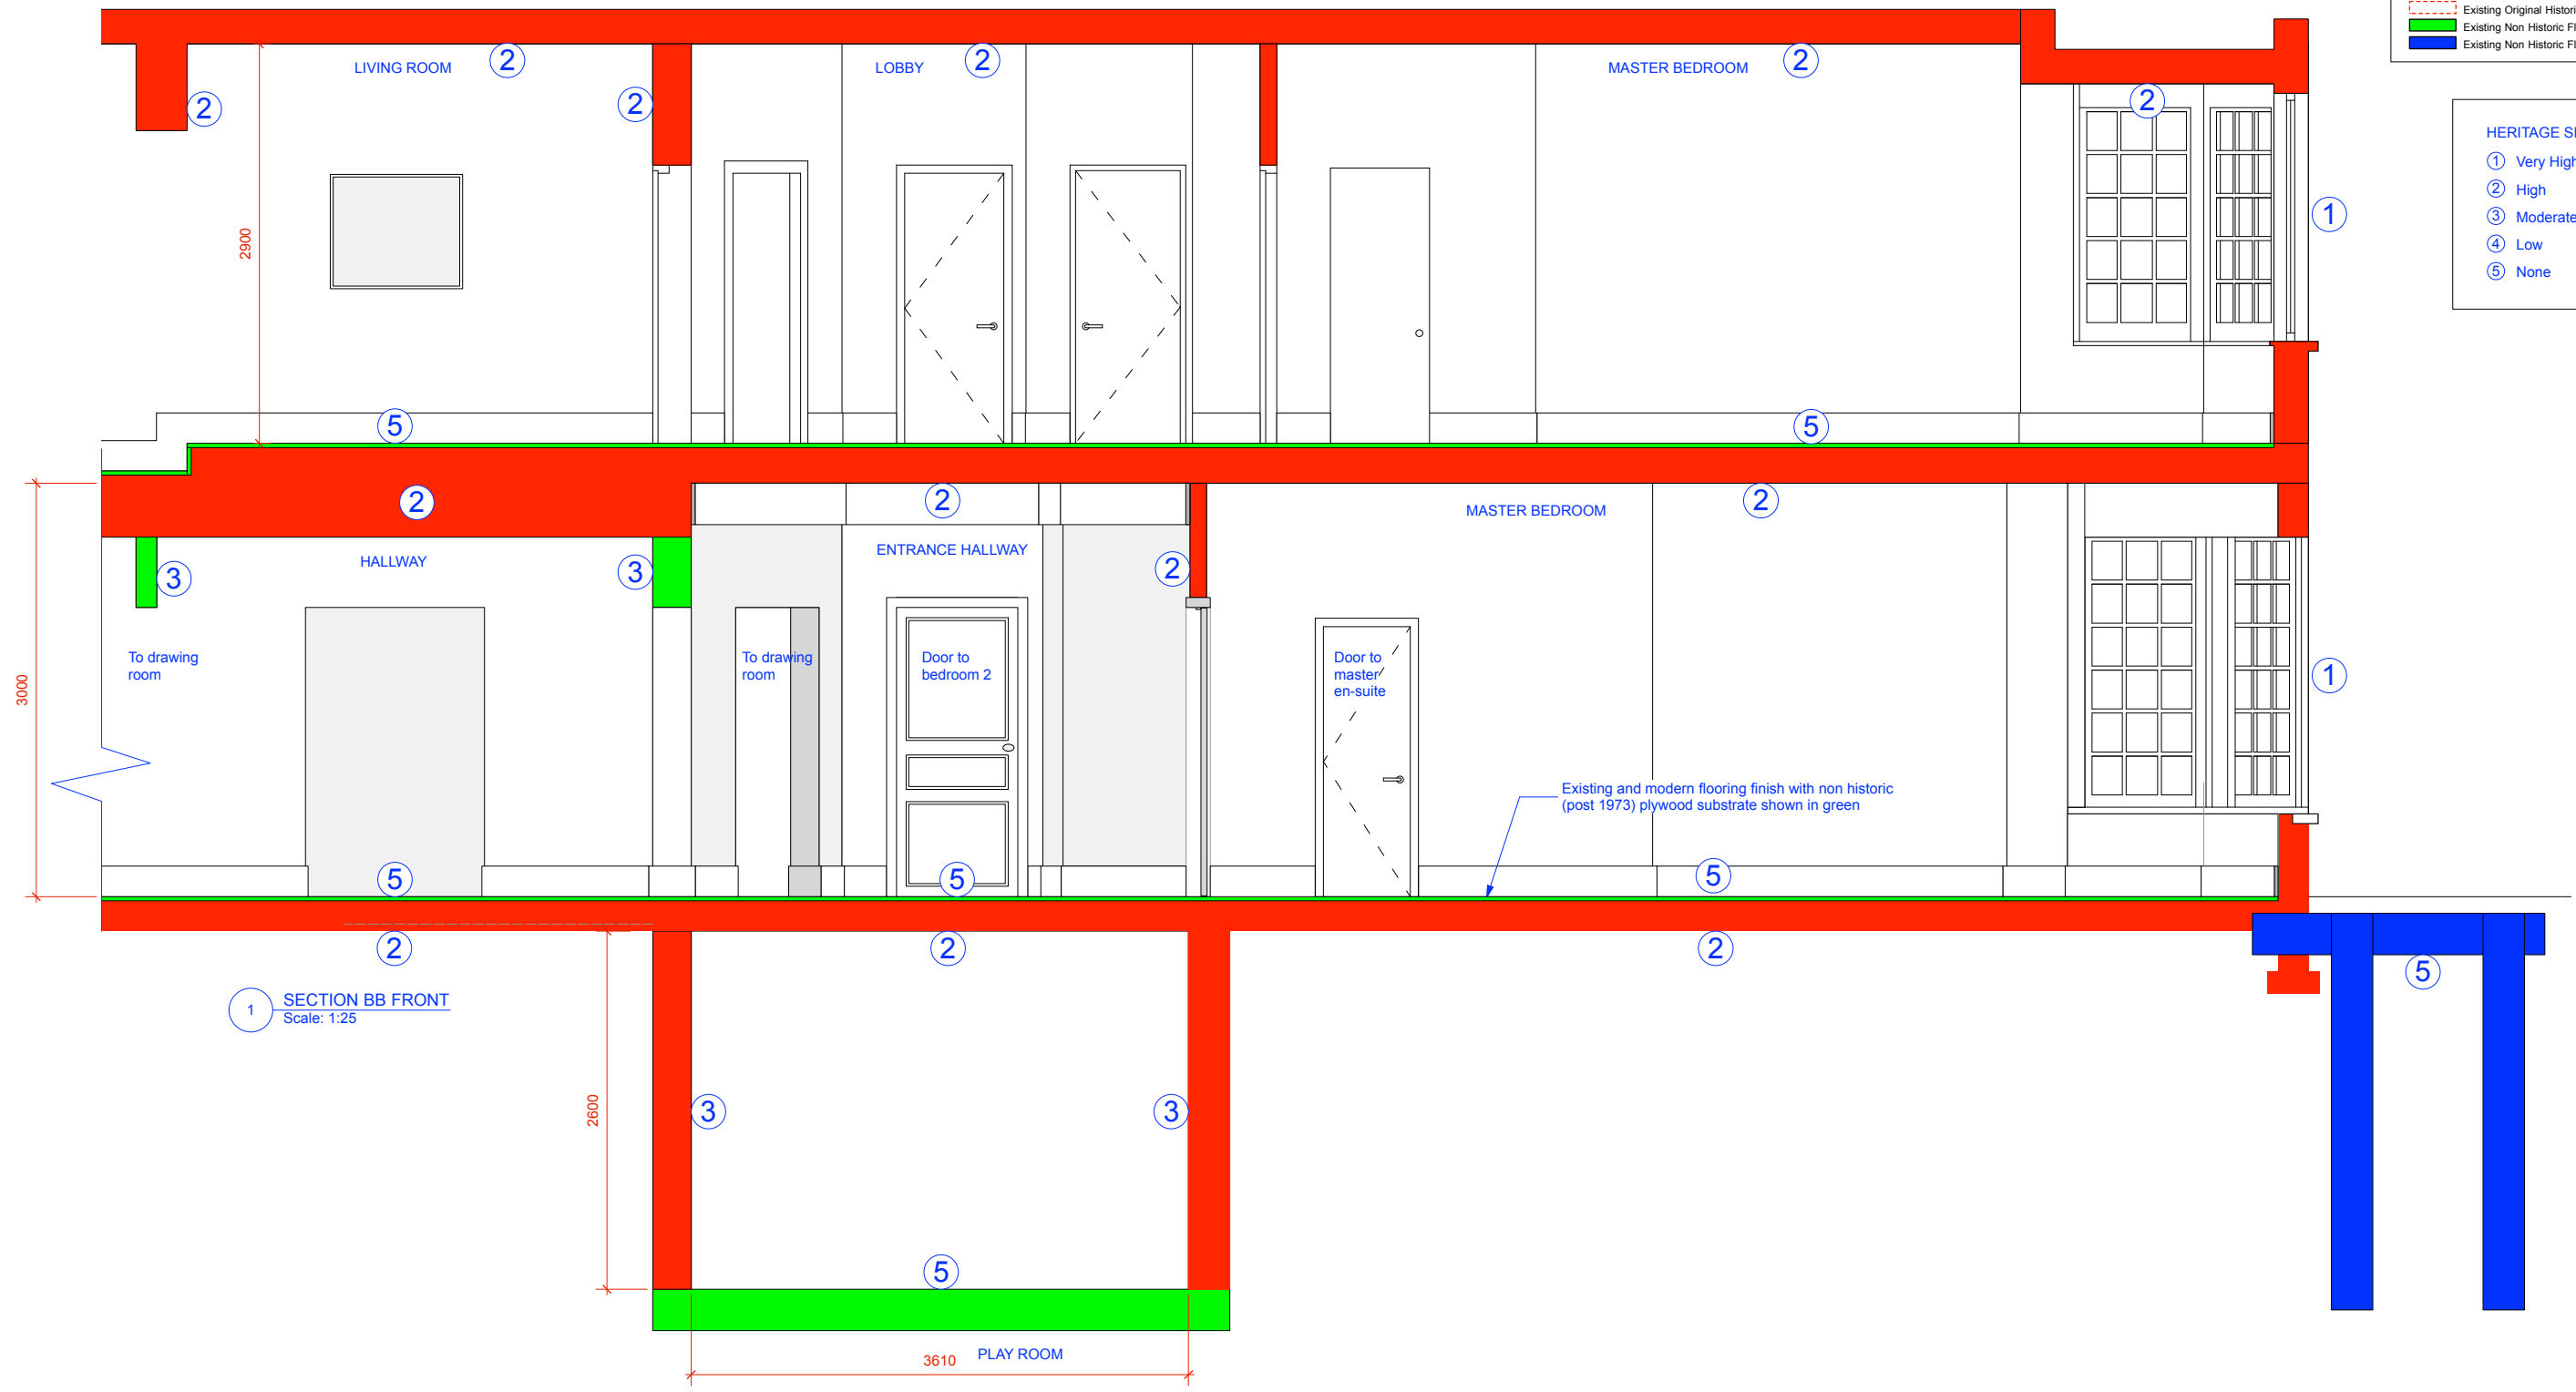 Existing Original Histori
Existing Non Historic Fl
Existing Non Historic Fl
HERITAGE SI
1 Very High
2 High
3 Moderate
4 Low
5 None
LIVING ROOM
2
LOBBY
2
MASTER BEDROOM
2
2
2
2
2900
1
5
5
2
2
MASTER BEDROOM
2
HALLWAY
ENTRANCE HALLWAY
3
3
2
To drawing
room
To drawing
room
Door to
bedroom 2
Door to
master
en-suite
3000
1
Existing and modern flooring finish with non historic
(post 1973) plywood substrate shown in green
5
5
5
2
2
2
5
1
SECTION BB FRONT
Scale: 1:25
2600
3
3
5
3610
PLAY ROOM